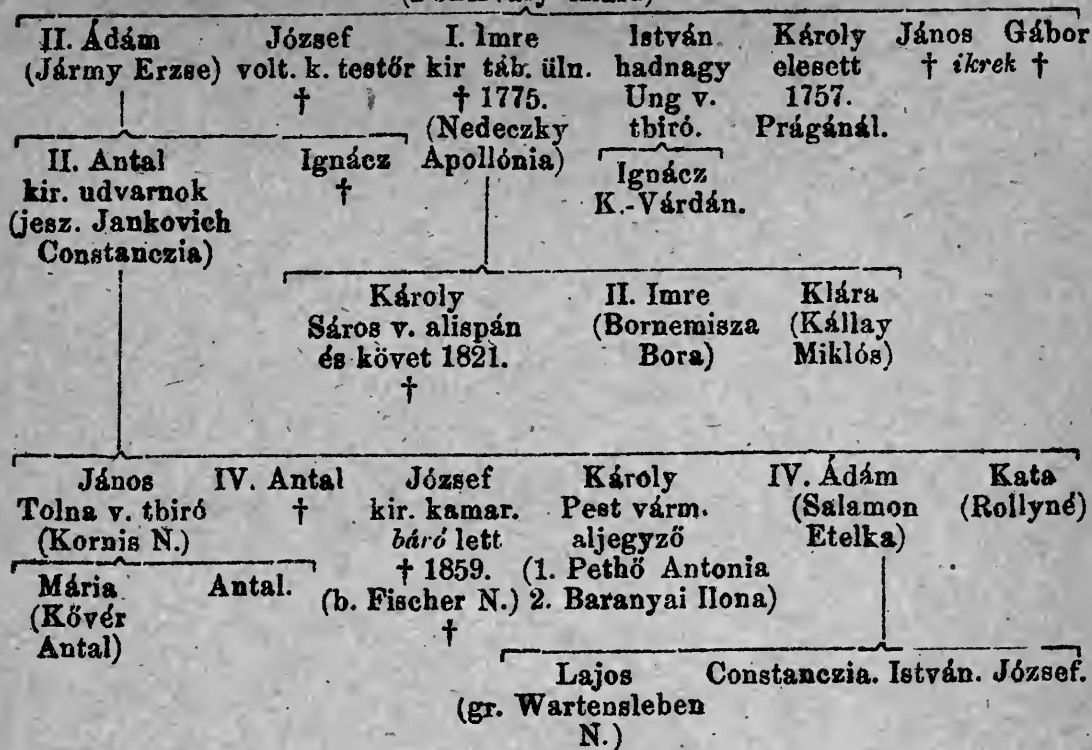 II. Ádám József I. Imre István Károly János Gábor
(Jármy Erzse) volt. k. testőr kir táb. üln. hadnagy elesett † ikrek †
† † 1775. Ung v. 1757.
(Nedeczky tbiró. Prágánál.
II. Antal Ignácz Apollónia) Ignácz
kir. udvarnok † K.-Várdán.
(jesz. Jankovich
Constanczia)
Károly II. Imre Klára
Sáros v. alispán (Bornemisza (Kállay
és követ 1821. Bora) Miklós)
†
János IV. Antal József Károly IV. Ádám Kata
Tolna v. tbiró † kir. kamar. Pest várm. (Salamon (Rollyné)
(Kornis N.) báró lett aljegyző Etelka)
Mária Antal. † 1859. (1. Pethő Antonia
(Kővér (b. Fischer N.) 2. Baranyai Ilona)
Antal) †
Lajos Constanczia. István. József.
(gr. Wartensleben
N.)